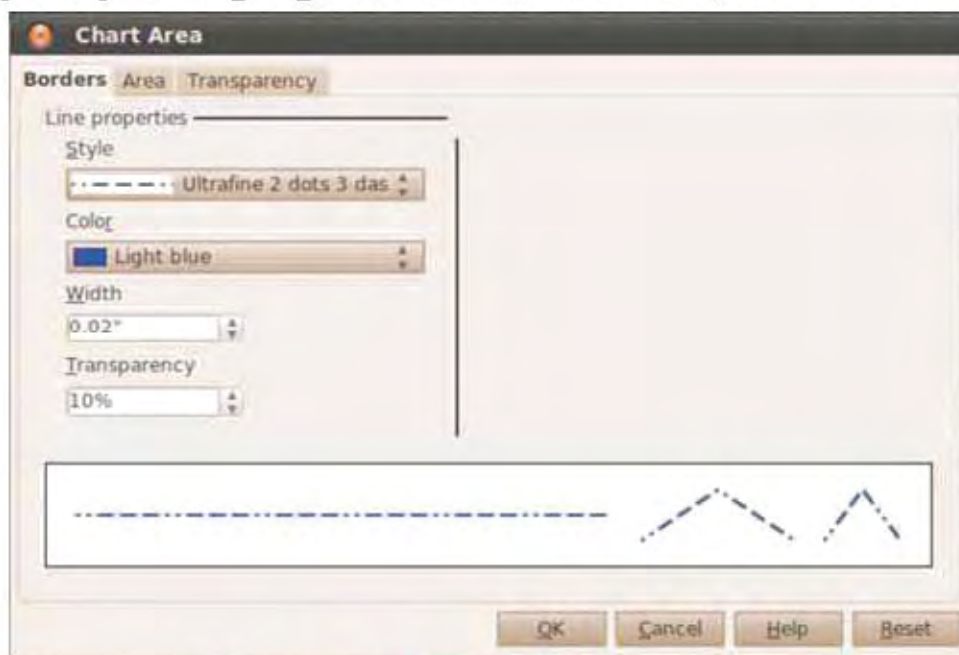 Chart Area
Borders Area Transparency
Line properties
Style
Ultrafine 2 dots 3 das
Color
Light blue
Width
0.02"
Transparency
10%
OK Cancel Help Reset